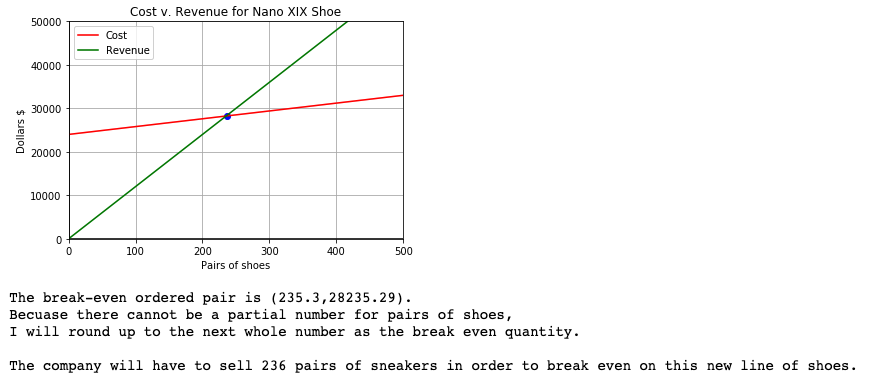 Cost v. Revenue for Nano XIX Shoe
50000
40000
30000
20000
10000
0
Dollars $
Cost
Revenue
0 100 200 300 400 500
Pairs of shoes
The break-even ordered pair is (235.3,28235.29).
Becuase there cannot be a partial number for pairs of shoes,
I will round up to the next whole number as the break even quantity.
The company will have to sell 236 pairs of sneakers in order to break even on this new line of shoes.